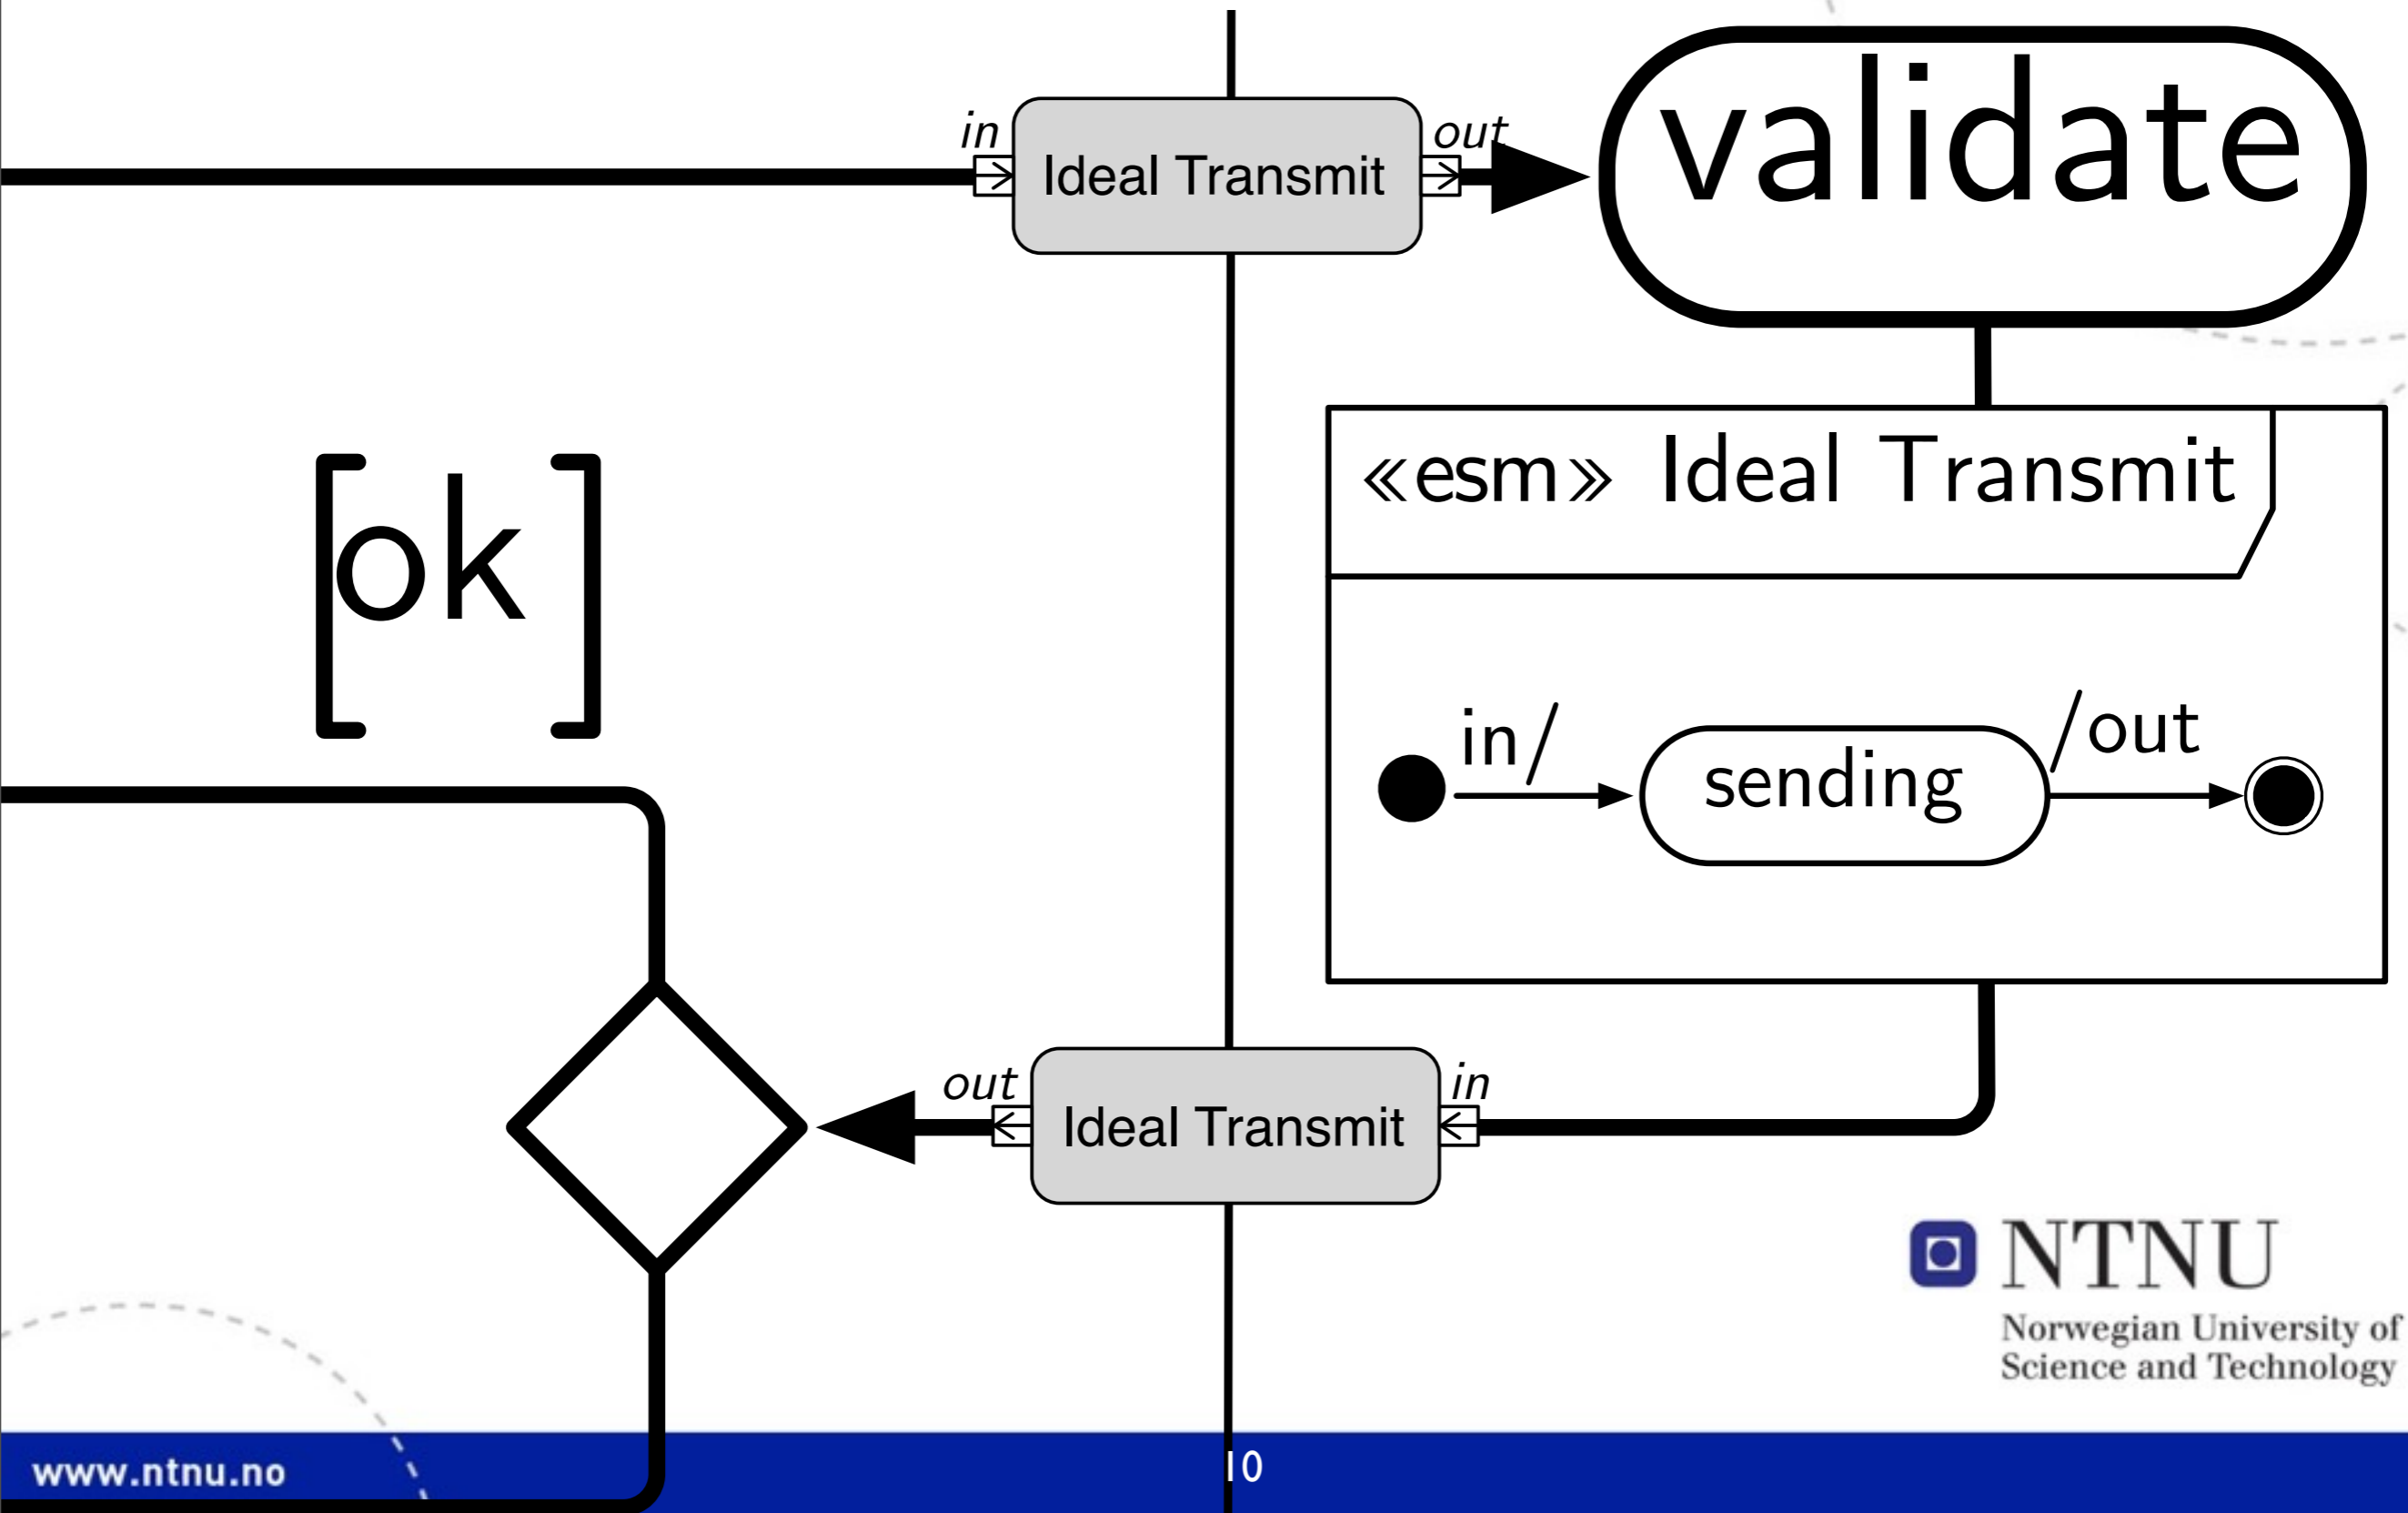 in
Ideal Transmit
out
validate
«esm» Ideal Transmit
[ok]
in/
sending
/out
out
Ideal Transmit
in
NTNU
Norwegian University of
Science and Technology
www.ntnu.no
10